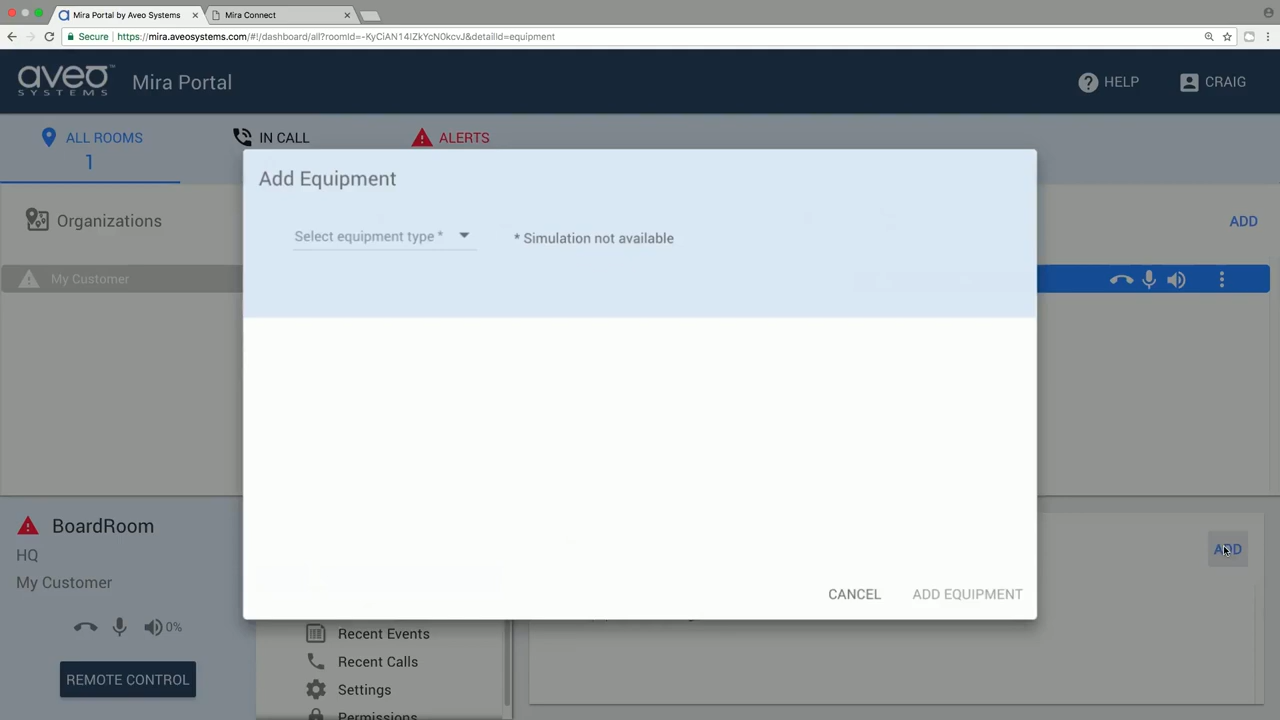 Mira Portal by Aveo Systems
Mira Connect
Secure
https://mira.aveosystems.com/#!/dashboard/all?roomId=-KyCiAN14IZkYcN0kcvJ&detailId=equipment
aveo
SYSTEMS
Mira Portal
HELP
CRAIG
ALL ROOMS
1
IN CALL
ALERTS
Organizations
ADD
My Customer
Add Equipment
Select equipment type *
* Simulation not available
CANCEL
ADD EQUIPMENT
BoardRoom
HQ
My Customer
0%
REMOTE CONTROL
Recent Events
Recent Calls
Settings
Permissions
ADD